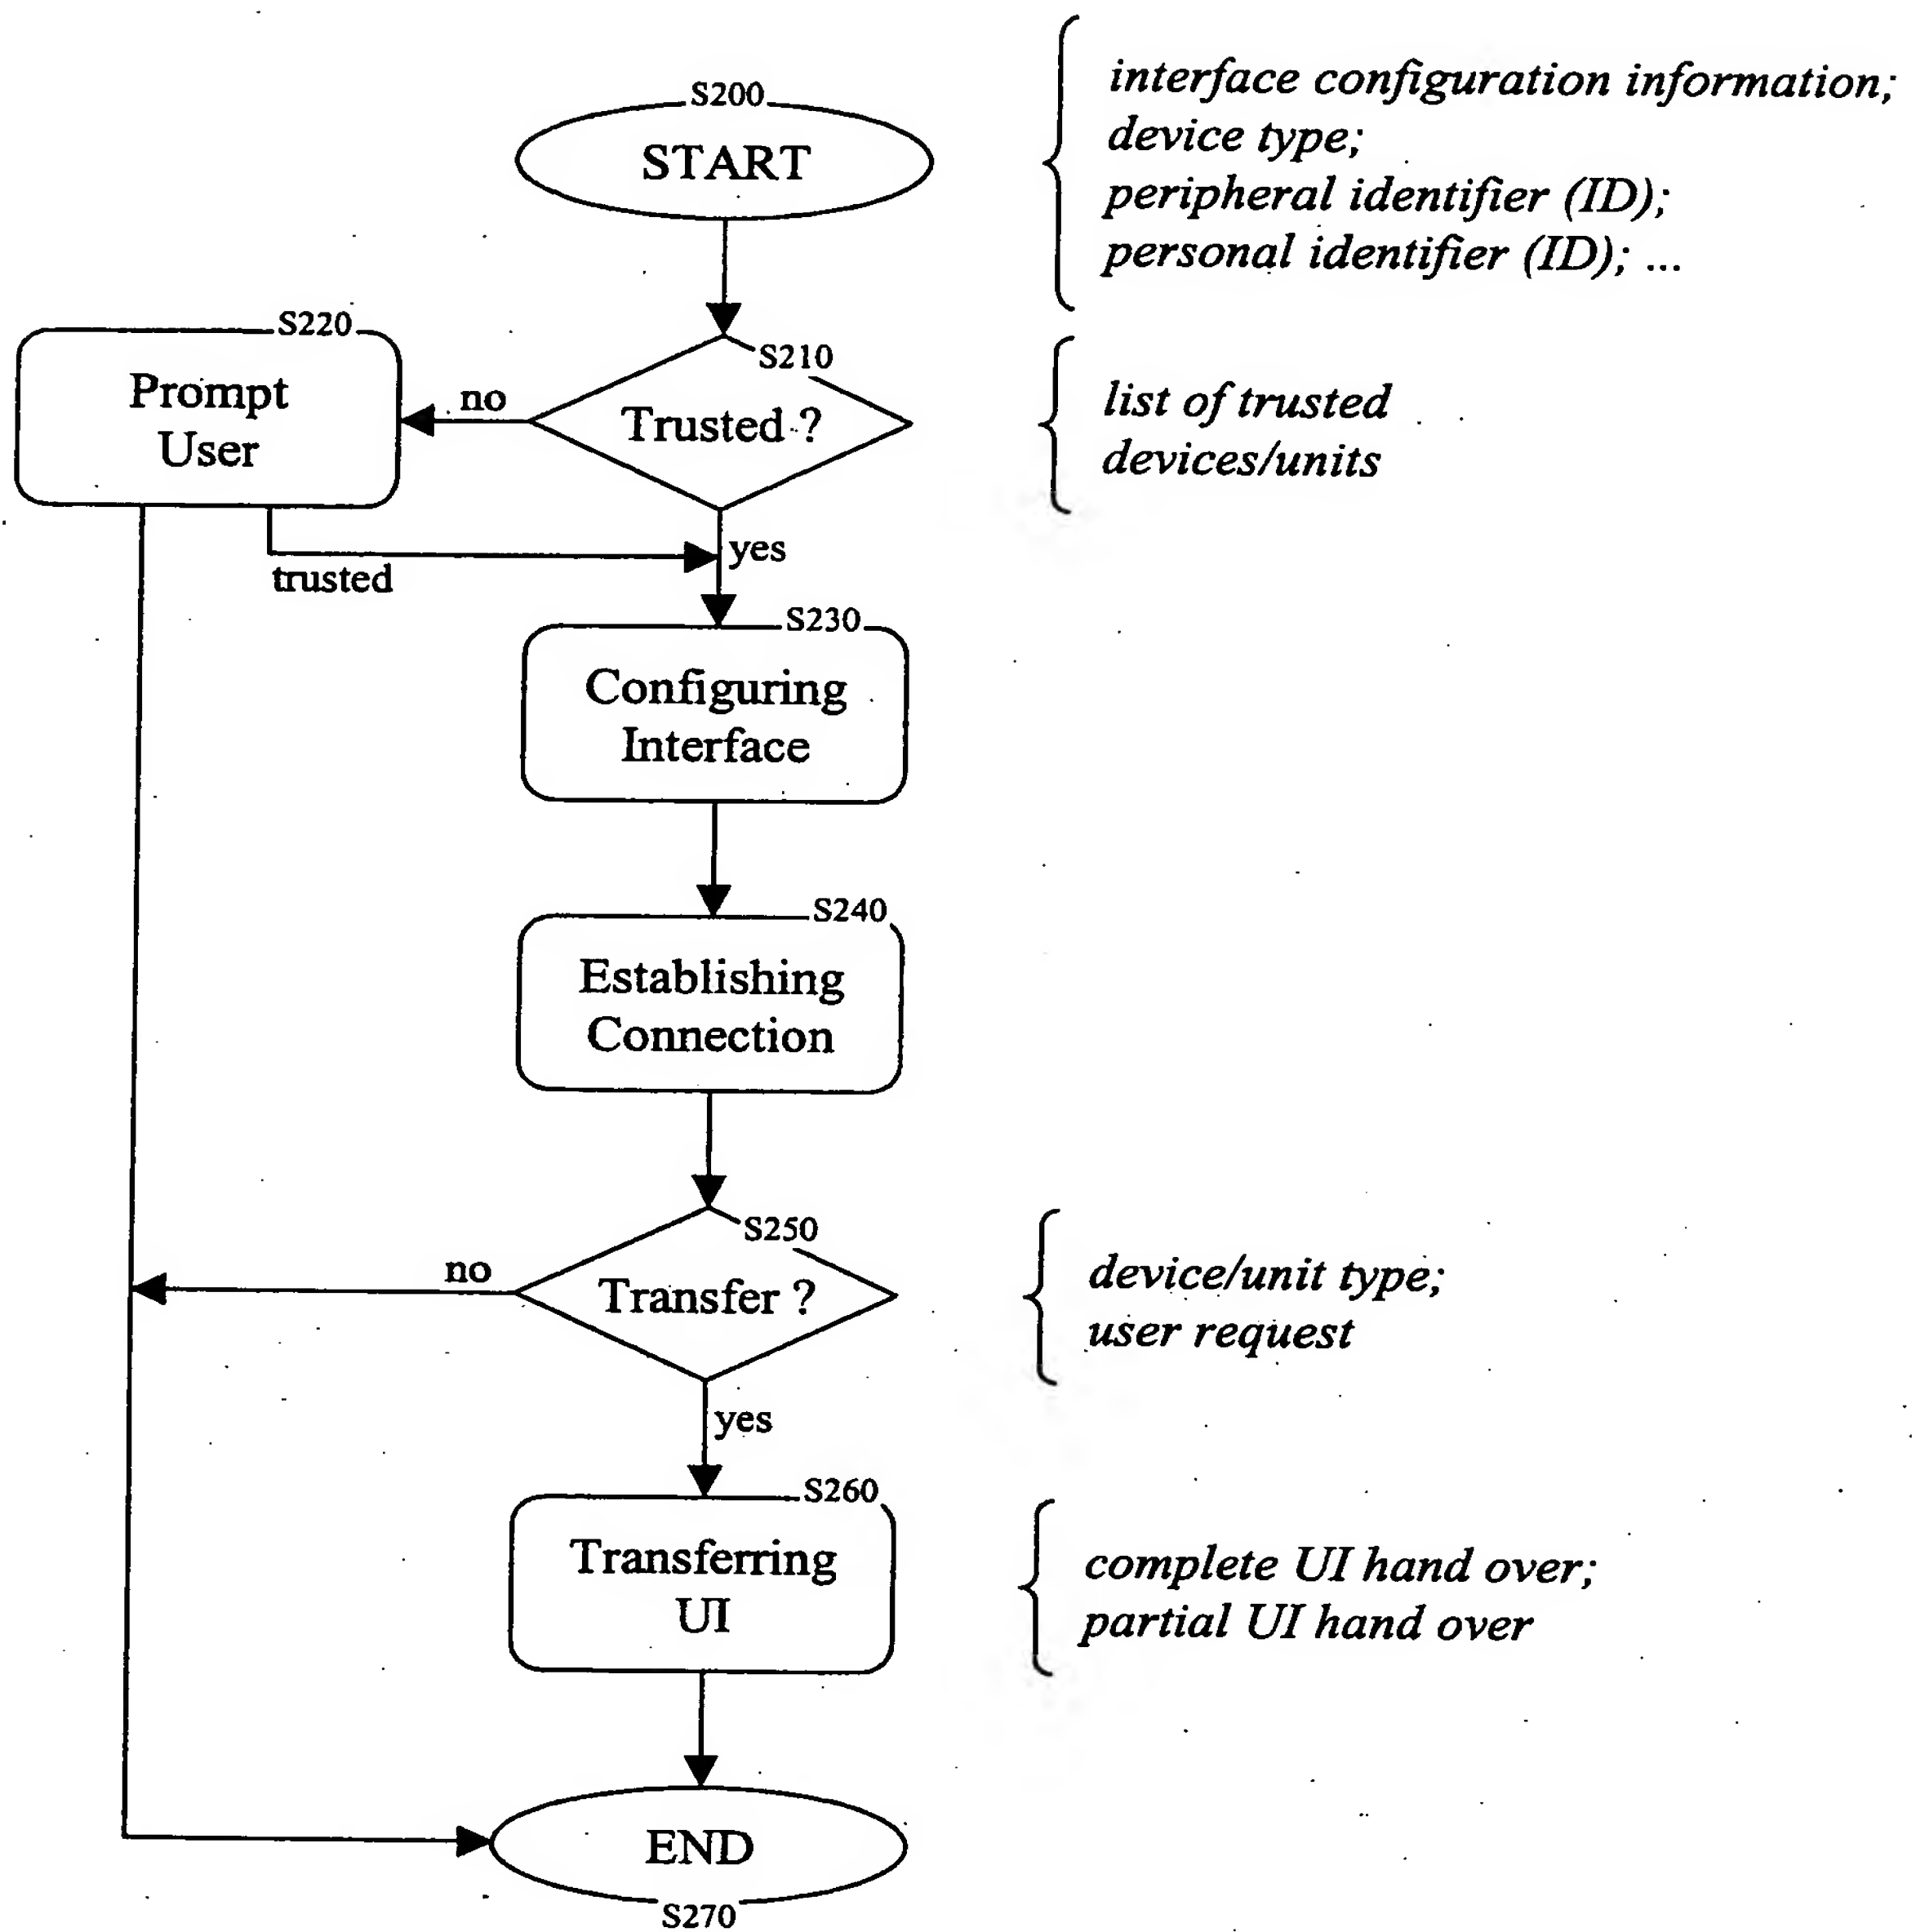 S200
START
interface configuration information;
device type;
peripheral identifier (ID);
personal identifier (ID); ...
S210
Trusted ?
no
S220
Prompt
User
list of trusted
devices/units
yes
trusted
S230
Configuring
Interface
S240
Establishing
Connection
S250
Transfer ?
no
device/unit type;
user request
yes
S260
Transferring
UI
complete UI hand over;
partial UI hand over
END
S270